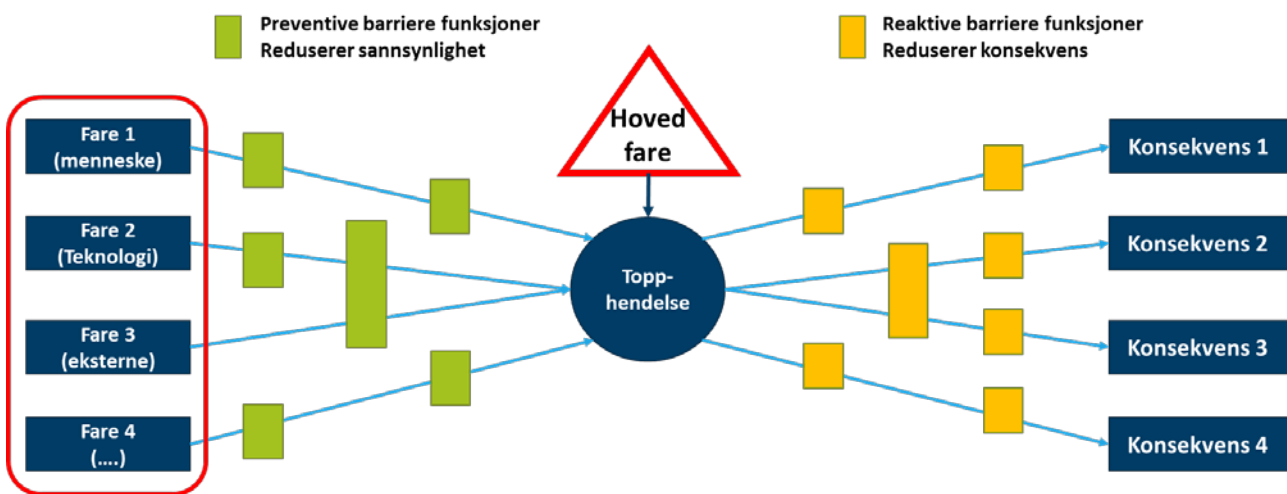 Preventive barriere funksjoner
Reduserer sannsynlighet
Reaktive barriere funksjoner
Reduserer konsekvens
Hoved
fare
Fare 1
(menneske)
Fare 2
(Teknologi)
Fare 3
(eksterne)
Fare 4
(....)
Topp-
hendelse
Konsekvens 1
Konsekvens 2
Konsekvens 3
Konsekvens 4